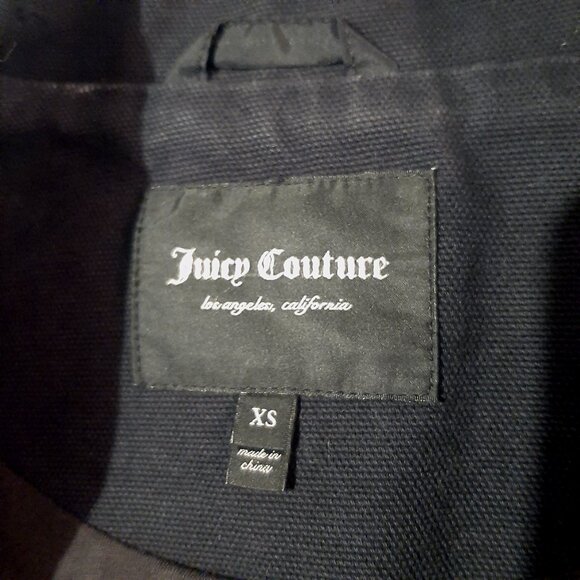 Juicy Couture
los angeles, california
XS
made in
china